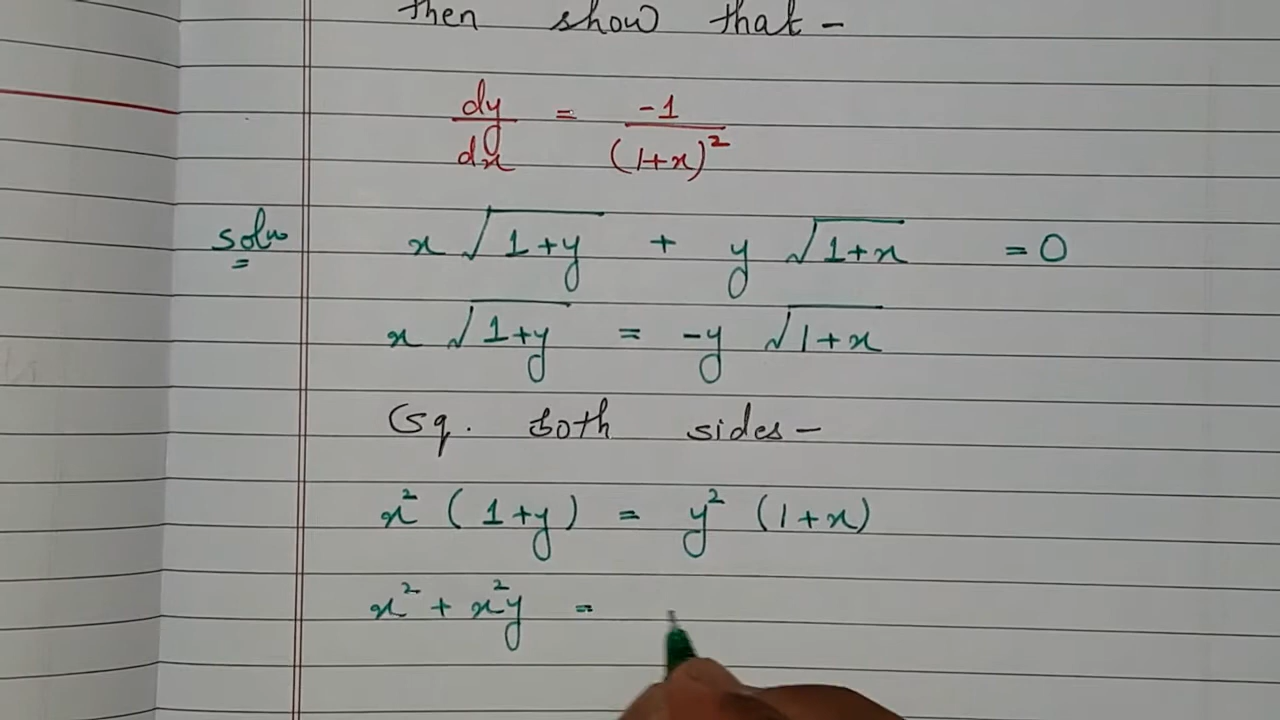 then show that -
dy/dx = -1/(1+x)²
soln x √1+y + y √1+x = 0
x √1+y = -y √1+x
Sq. both sides -
x² (1+y) = y² (1+x)
x² + x²y =